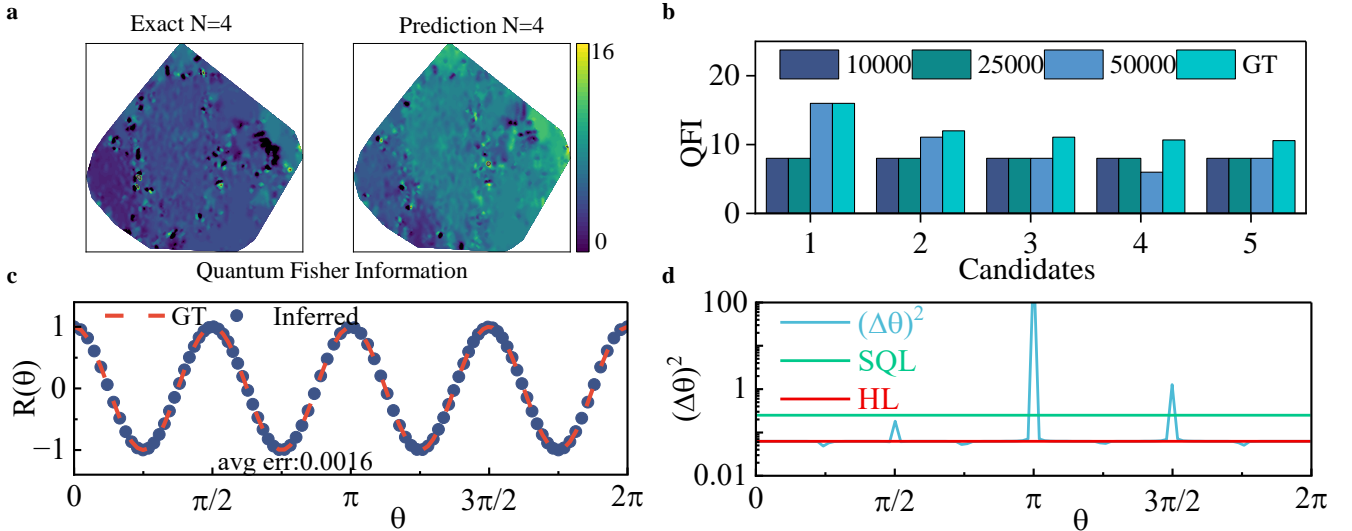 a
Exact N=4
Prediction N=4
16
0
Quantum Fisher Information
b
10000 25000 50000 GT
QFI
20
10
0
1 2 3 4 5
Candidates
c
GT Inferred
R(θ)
1
0
−1
avg err:0.0016
0 π/2 π 3π/2 2π
θ
d
(Δθ)²
SQL
HL
(Δθ)²
100
1
0.01
0 π/2 π 3π/2 2π
θ